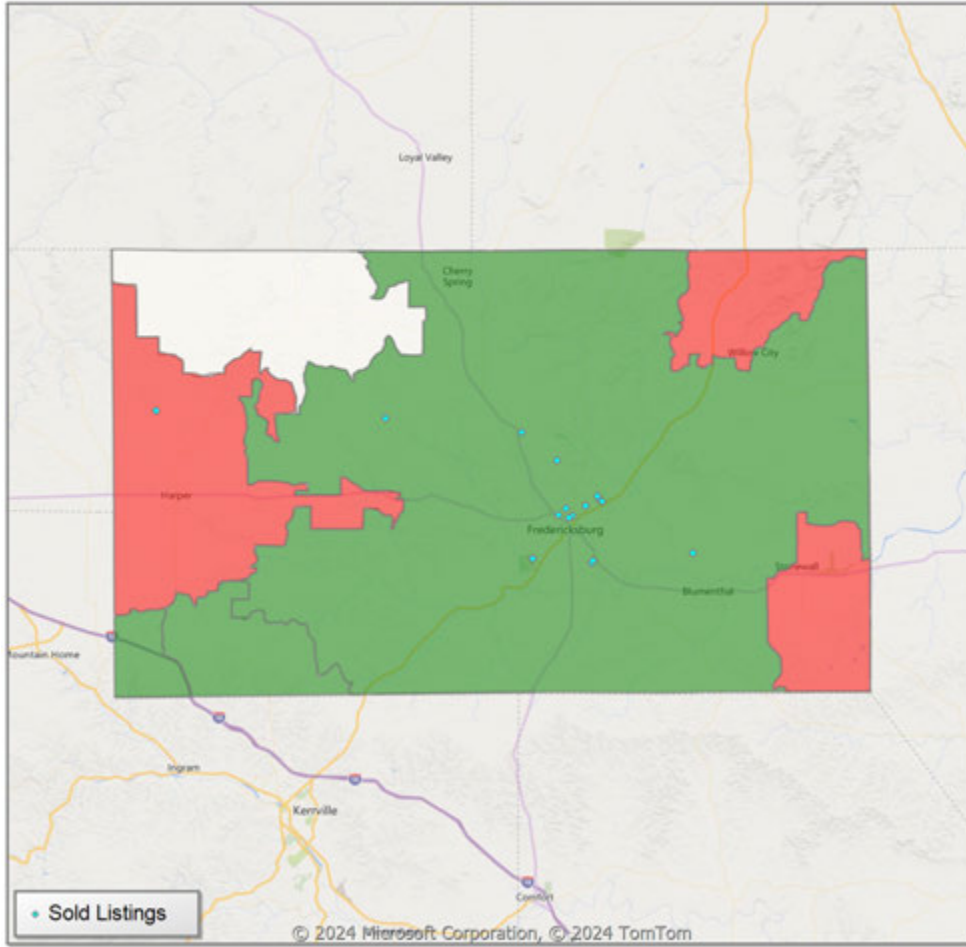 Loyal Valley
Cherry
Spring
Willow City
Harper
Fredericksburg
Stonewall
Blumenthal
Mountain Home
Ingram
Kerrville
Comfort
Sold Listings
© 2024 Microsoft Corporation, © 2024 TomTom